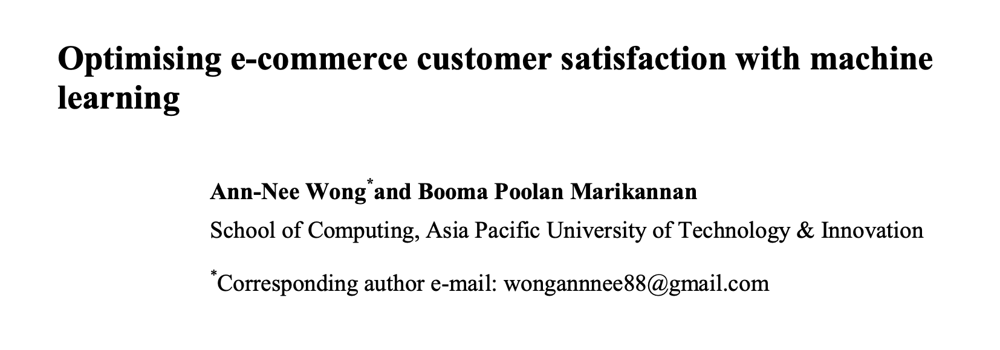 Optimising e-commerce customer satisfaction with machine
learning
Ann-Nee Wong*and Booma Poolan Marikannan
School of Computing, Asia Pacific University of Technology & Innovation
*Corresponding author e-mail: wongannnee88@gmail.com